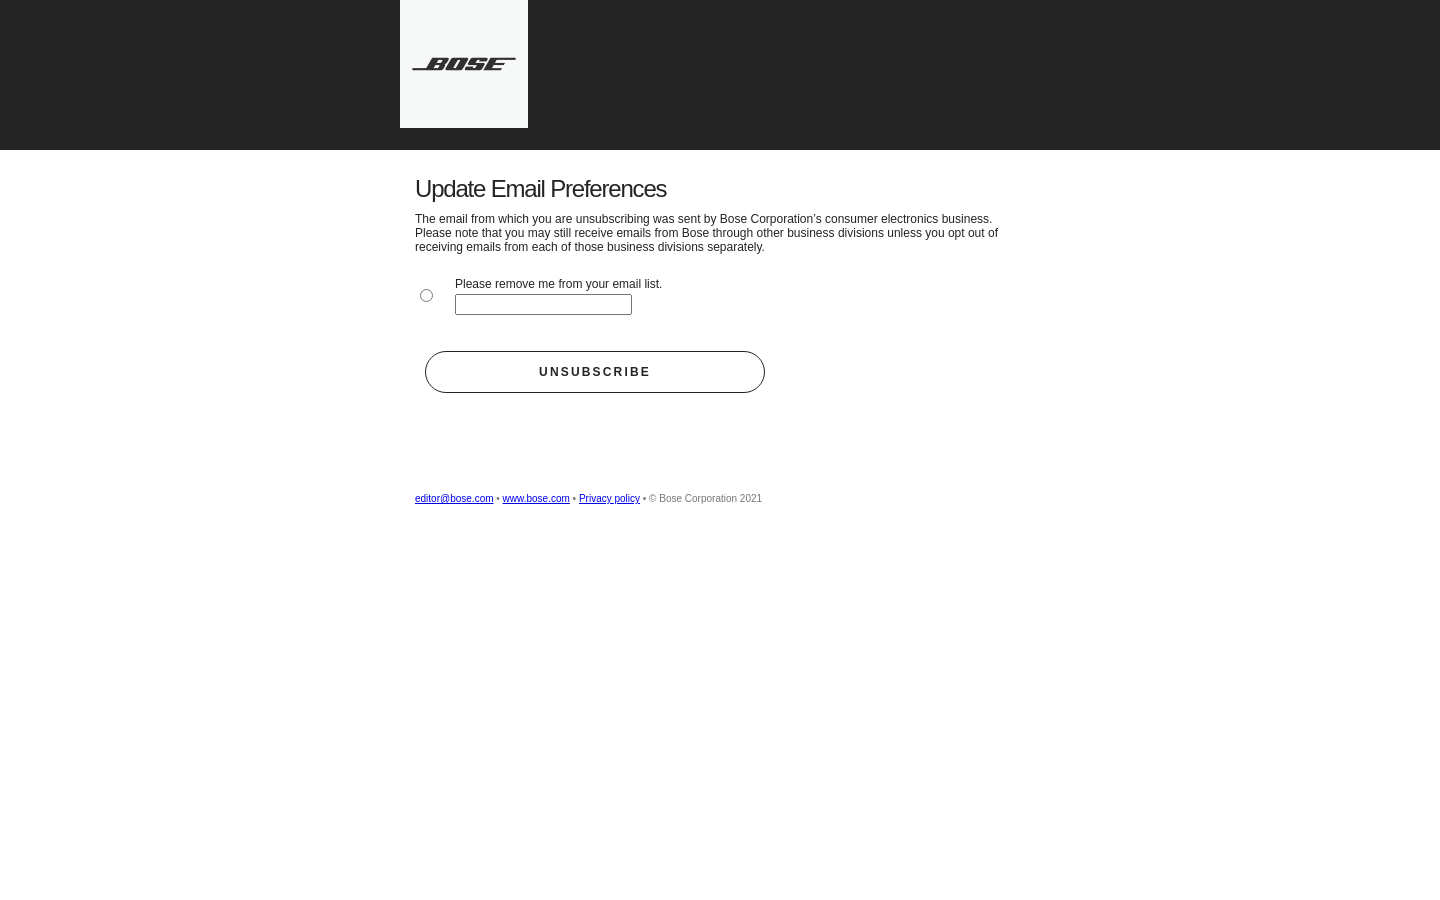 BOSE
Update Email Preferences
The email from which you are unsubscribing was sent by Bose Corporation’s consumer electronics business.
Please note that you may still receive emails from Bose through other business divisions unless you opt out of
receiving emails from each of those business divisions separately.
Please remove me from your email list.
UNSUBSCRIBE
editor@bose.com • www.bose.com • Privacy policy • © Bose Corporation 2021